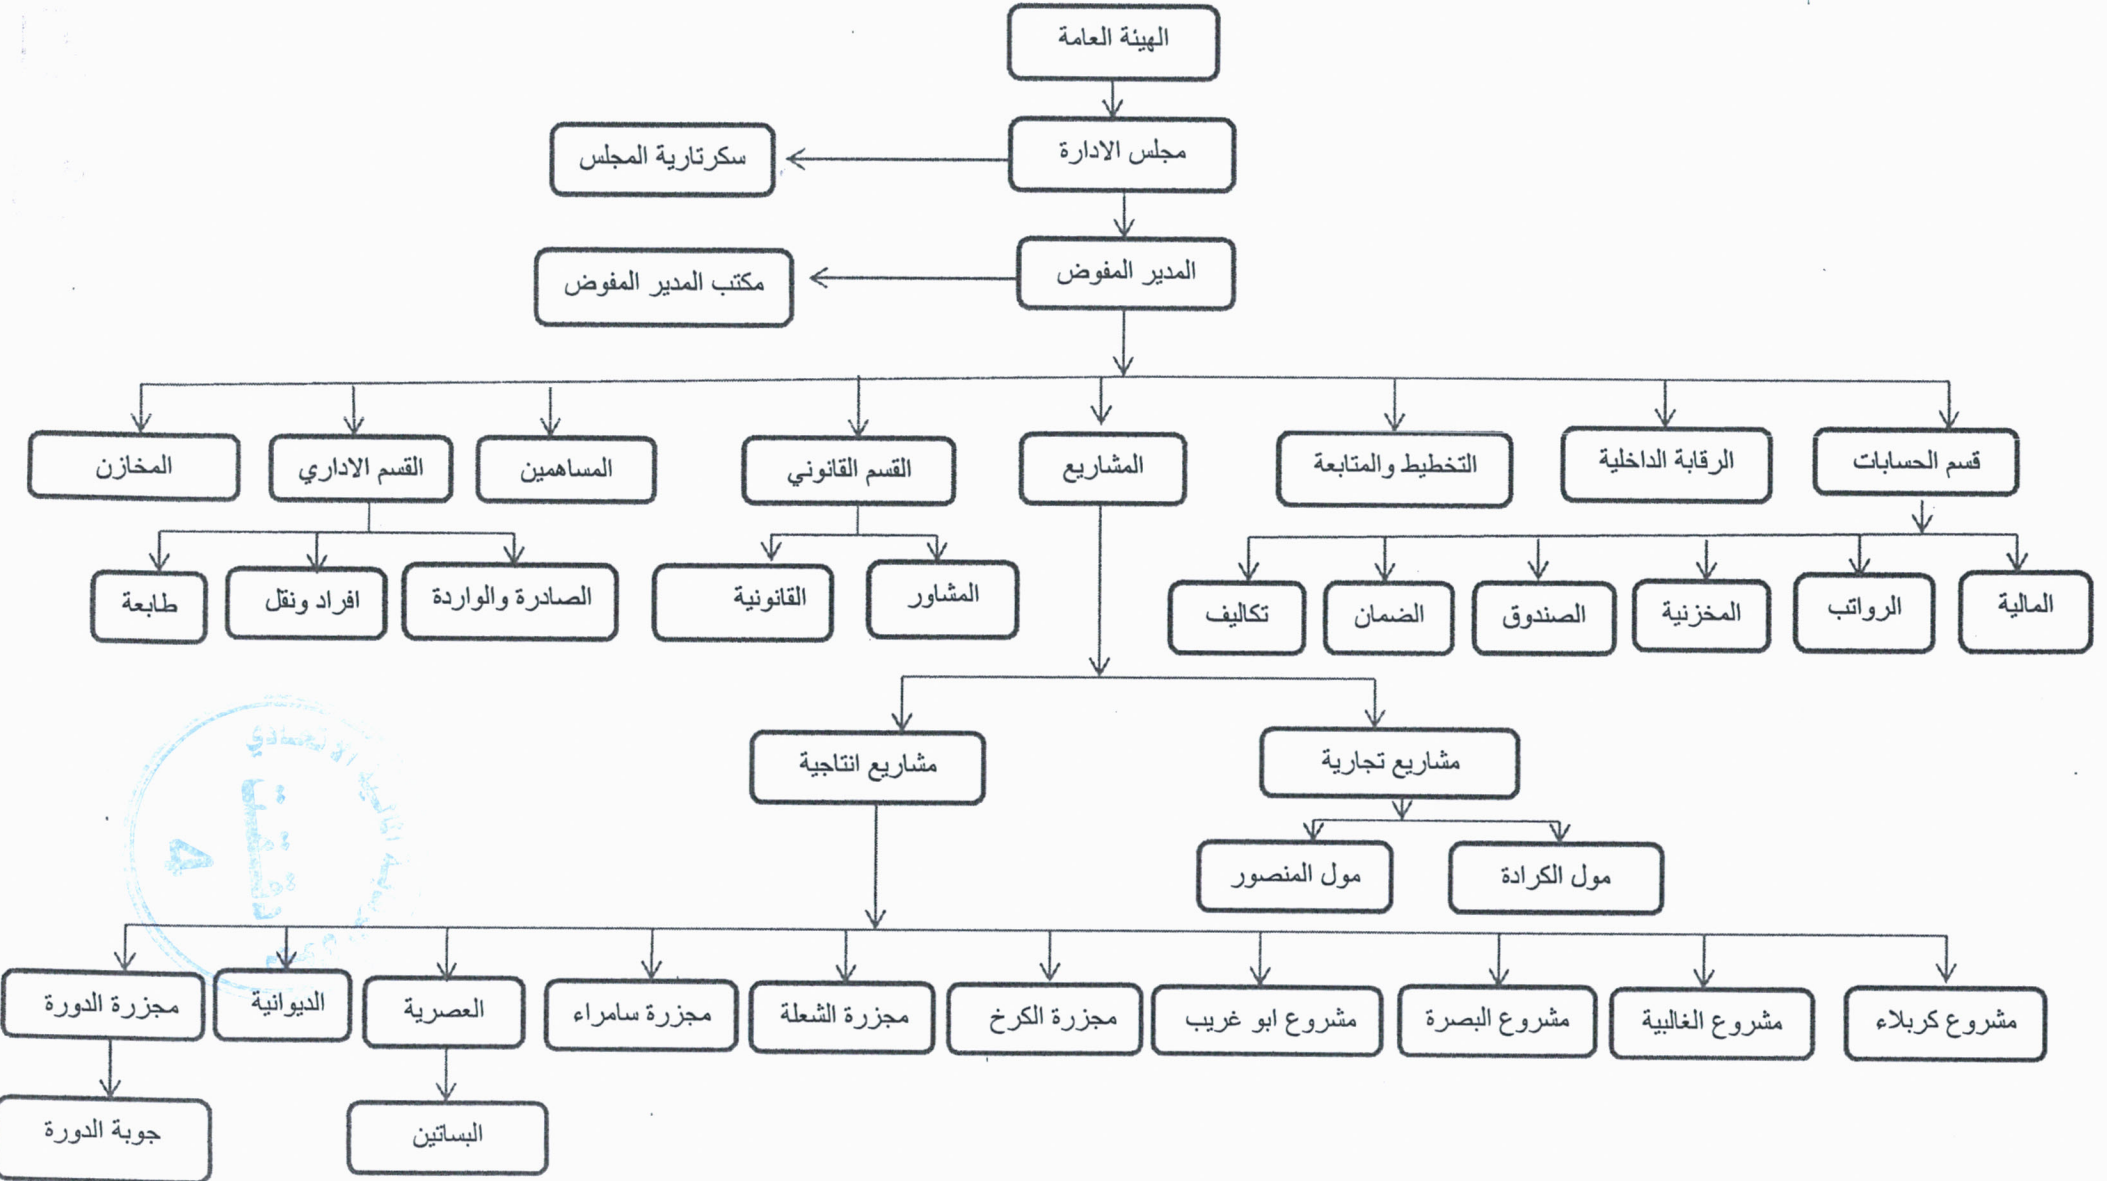 الهيئة العامة
مجلس الادارة
سكرتارية المجلس
المدير المفوض
مكتب المدير المفوض
قسم الحسابات
الرقابة الداخلية
التخطيط والمتابعة
المشاريع
القسم القانوني
المساهمين
القسم الاداري
المخازن
المالية
الرواتب
المخزنية
الصندوق
الضمان
تكاليف
المشاور
القانونية
الصادرة والواردة
افراد ونقل
طابعة
مشاريع تجارية
مشاريع انتاجية
مول الكرادة
مول المنصور
مشروع كربلاء
مشروع الغالبية
مشروع البصرة
مشروع ابو غريب
مجزرة الكرخ
مجزرة الشعلة
مجزرة سامراء
العصرية
الديوانية
مجزرة الدورة
البساتين
جوبة الدورة